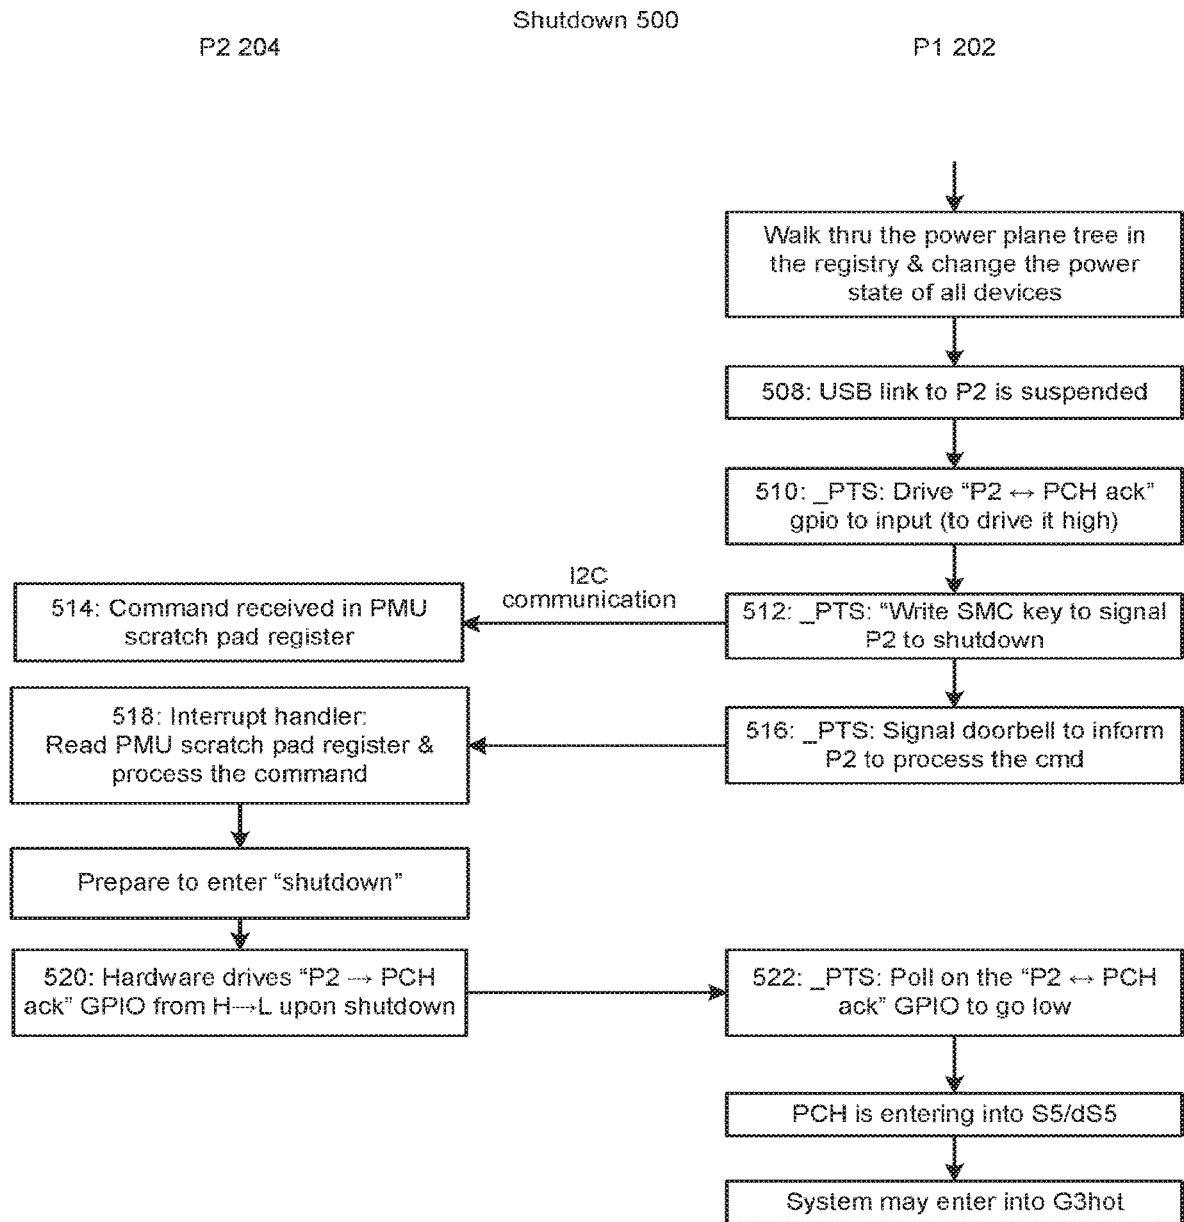 Shutdown 500
P2 204
P1 202
Walk thru the power plane tree in
the registry & change the power
state of all devices
508: USB link to P2 is suspended
510: _PTS: Drive “P2 ↔ PCH ack”
gpio to input (to drive it high)
I2C
communication
514: Command received in PMU
scratch pad register
512: _PTS: “Write SMC key to signal
P2 to shutdown
518: Interrupt handler:
Read PMU scratch pad register &
process the command
516: _PTS: Signal doorbell to inform
P2 to process the cmd
Prepare to enter “shutdown”
520: Hardware drives “P2 → PCH
ack” GPIO from H→L upon shutdown
522: _PTS: Poll on the “P2 ↔ PCH
ack” GPIO to go low
PCH is entering into S5/dS5
System may enter into G3hot